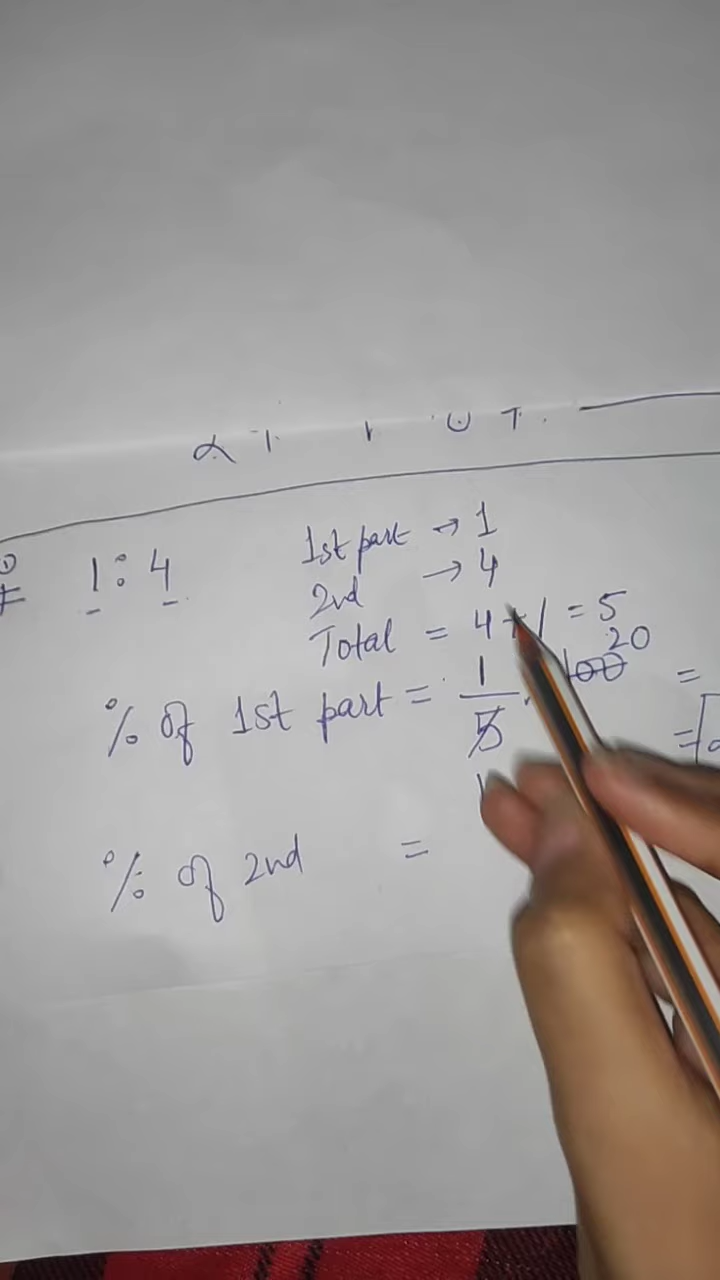 1 : 4
1st part → 1
2nd → 4
Total = 4 + 1 = 5
% of 1st part = 1/5 . 100 20 =
1
=
% of 2nd =